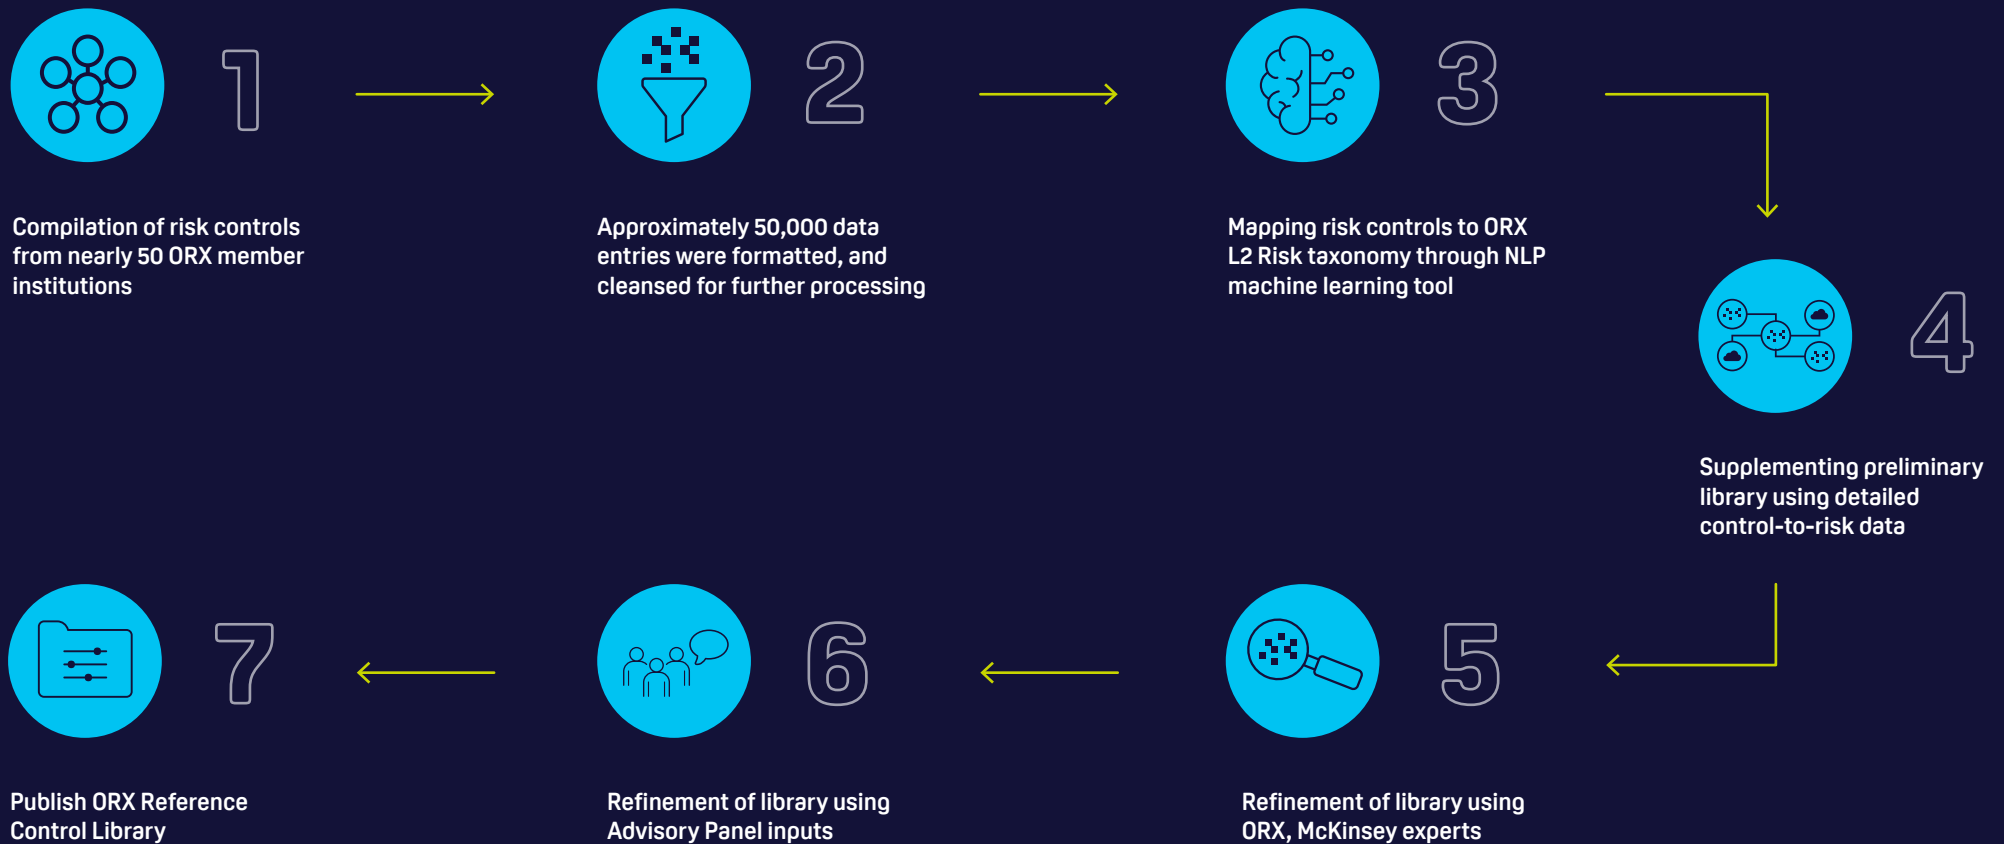 1
Compilation of risk controls
from nearly 50 ORX member
institutions
2
Approximately 50,000 data
entries were formatted, and
cleansed for further processing
3
Mapping risk controls to ORX
L2 Risk taxonomy through NLP
machine learning tool
4
Supplementing preliminary
library using detailed
control-to-risk data
5
Refinement of library using
ORX, McKinsey experts
6
Refinement of library using
Advisory Panel inputs
7
Publish ORX Reference
Control Library